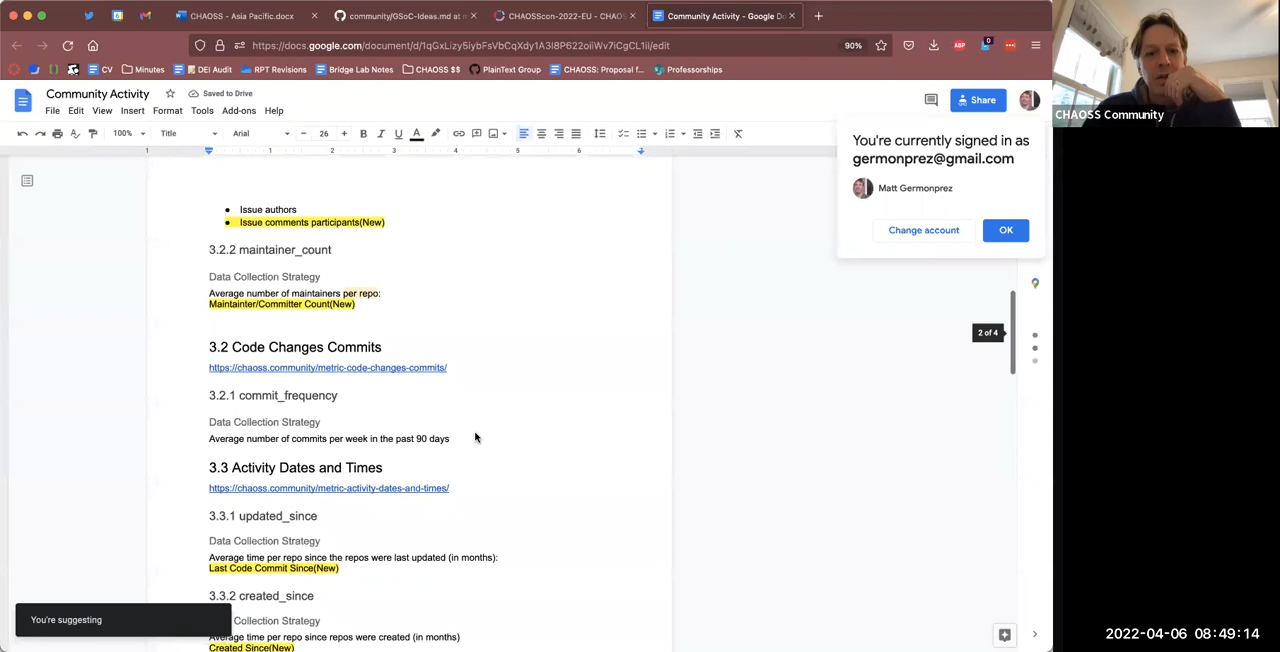 CHAOSS - Asia Pacific.docx
community/GSoC-Ideas.md at m
CHAOSScon-2022-EU - CHAOS
Community Activity - Google Do
https://docs.google.com/document/d/1qGxLizy5iybFsVbCqXdy1A3I8P622oiiWv7iCgCL1iI/edit
90%
CV
Minutes
DEI Audit
RPT Revisions
Bridge Lab Notes
CHAOSS $$
PlainText Group
CHAOSS: Proposal f...
Professorships
Community Activity
Saved to Drive
File Edit View Insert Format Tools Add-ons Help
Share
100% Title Arial 26
You're currently signed in as
germonprez@gmail.com
Matt Germonprez
Change account
OK
CHAOSS Community
Issue authors
Issue comments participants(New)
3.2.2 maintainer_count
Data Collection Strategy
Average number of maintainers per repo:
Maintainter/Committer Count(New)
3.2 Code Changes Commits
https://chaoss.community/metric-code-changes-commits/
3.2.1 commit_frequency
Data Collection Strategy
Average number of commits per week in the past 90 days
3.3 Activity Dates and Times
https://chaoss.community/metric-activity-dates-and-times/
3.3.1 updated_since
Data Collection Strategy
Average time per repo since the repos were last updated (in months):
Last Code Commit Since(New)
3.3.2 created_since
Collection Strategy
Average time per repo since repos were created (in months)
Created Since(New)
2 of 4
You're suggesting
2022-04-06 08:49:14